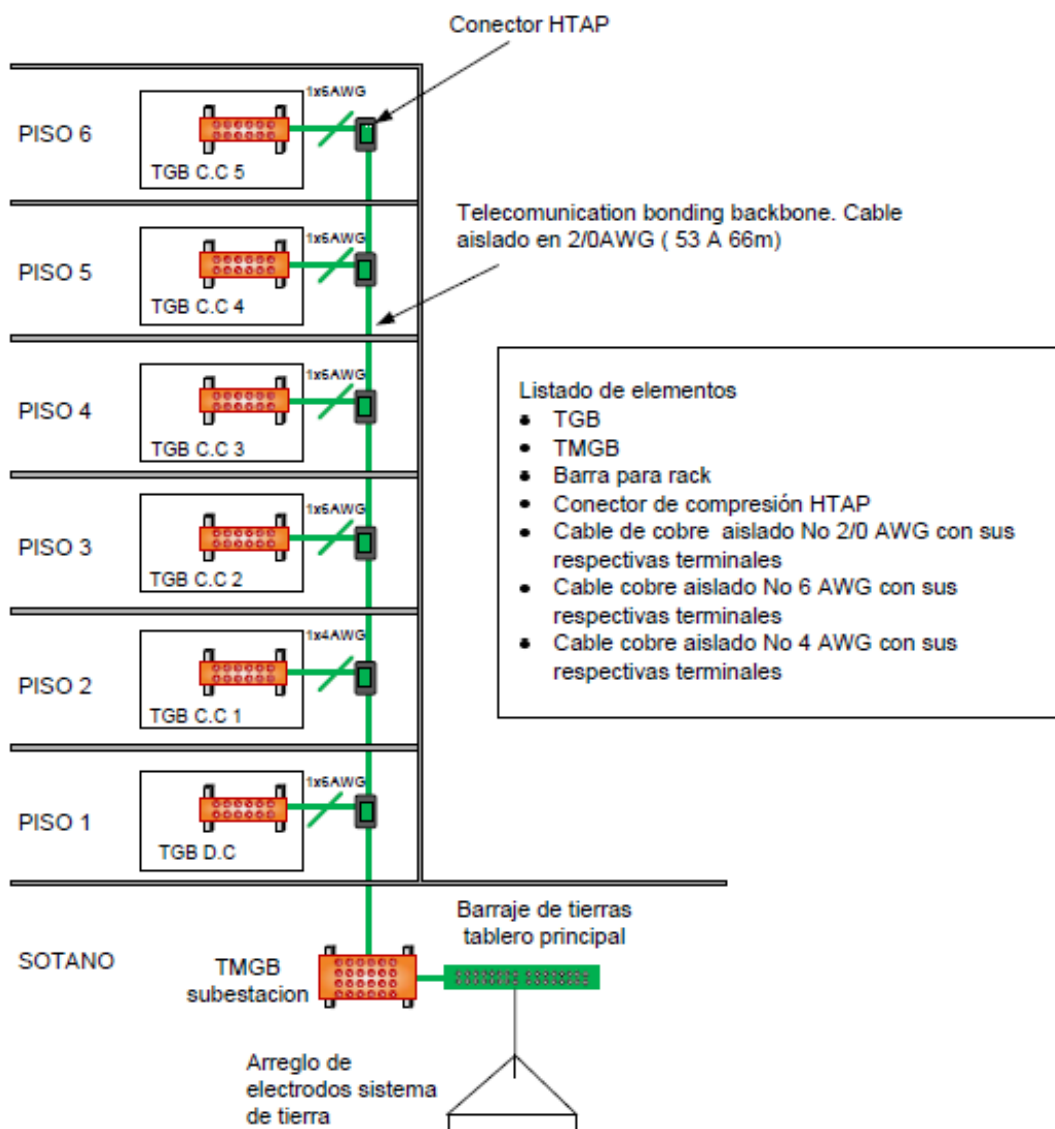 Conector HTAP
PISO 6
1x6AWG
TGB C.C 5
Telecomunication bonding backbone. Cable
aislado en 2/0AWG ( 53 A 66m)
PISO 5
1x6AWG
TGB C.C 4
PISO 4
1x6AWG
TGB C.C 3
Listado de elementos
• TGB
• TMGB
• Barra para rack
• Conector de compresión HTAP
• Cable de cobre aislado No 2/0 AWG con sus
respectivas terminales
• Cable cobre aislado No 6 AWG con sus
respectivas terminales
• Cable cobre aislado No 4 AWG con sus
respectivas terminales
PISO 3
1x6AWG
TGB C.C 2
PISO 2
1x4AWG
TGB C.C 1
PISO 1
1x6AWG
TGB D.C
SOTANO
TMGB
subestacion
Barraje de tierras
tablero principal
Arreglo de
electrodos sistema
de tierra